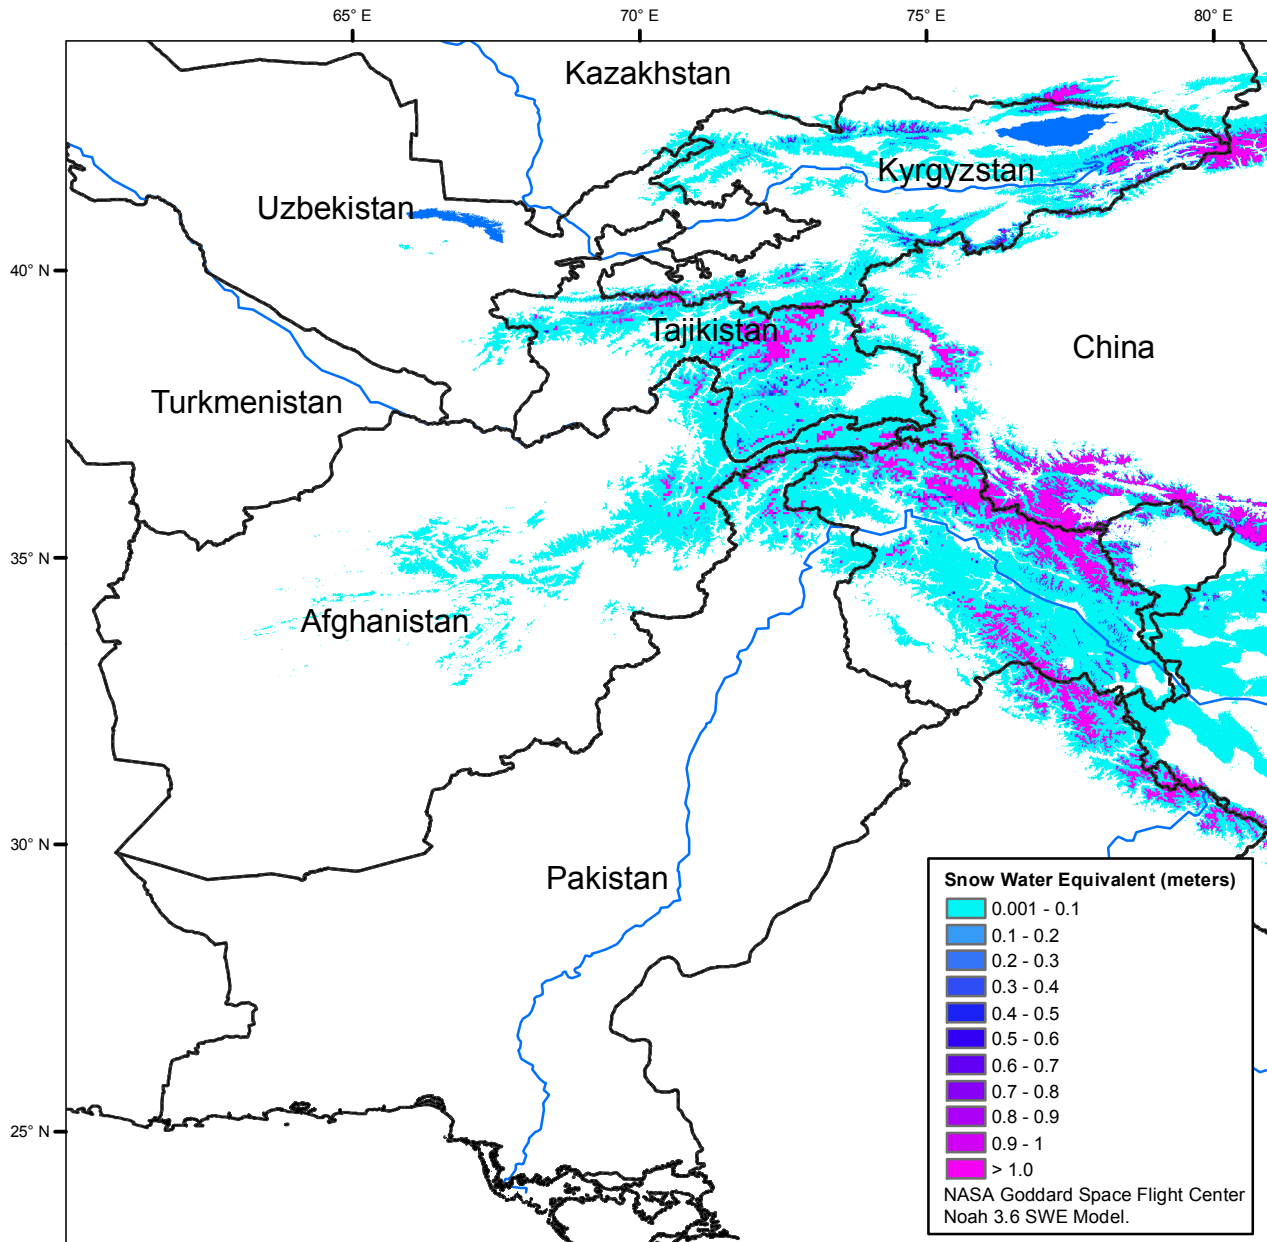 65° E
70° E
75° E
80° E
Kazakhstan
Kyrgyzstan
Uzbekistan
40° N
Tajikistan
China
Turkmenistan
35° N
Afghanistan
30° N
Pakistan
25° N
Snow Water Equivalent (meters)
0.001 - 0.1
0.1 - 0.2
0.2 - 0.3
0.3 - 0.4
0.4 - 0.5
0.5 - 0.6
0.6 - 0.7
0.7 - 0.8
0.8 - 0.9
0.9 - 1
> 1.0
NASA Goddard Space Flight Center
Noah 3.6 SWE Model.